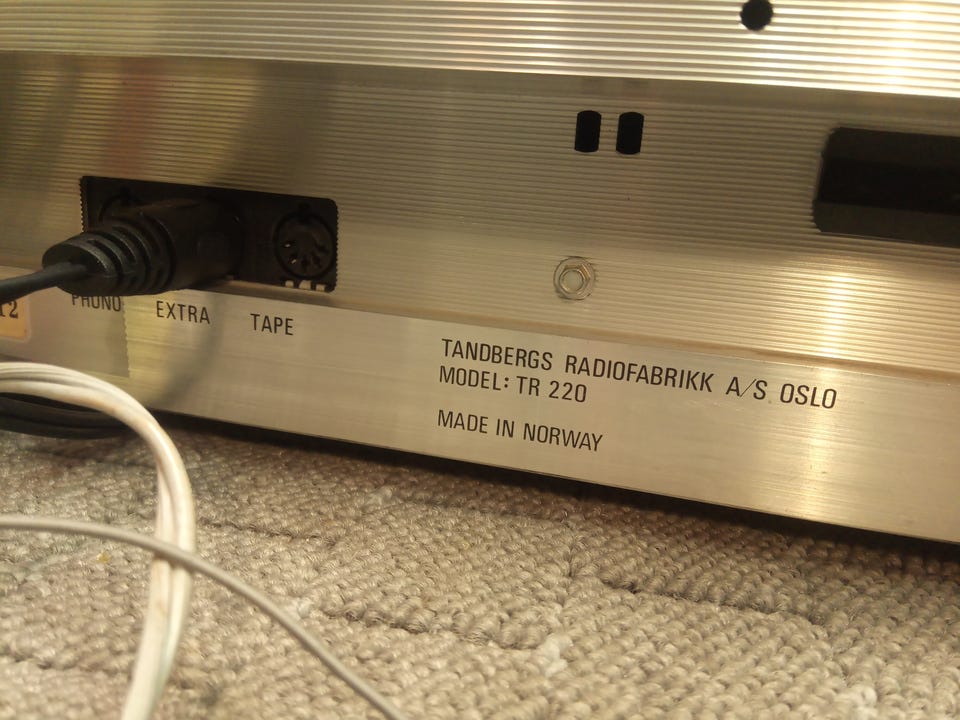 PHONO EXTRA TAPE
TANDBERGS RADIOFABRIKK A/S. OSLO
MODEL: TR 220
MADE IN NORWAY